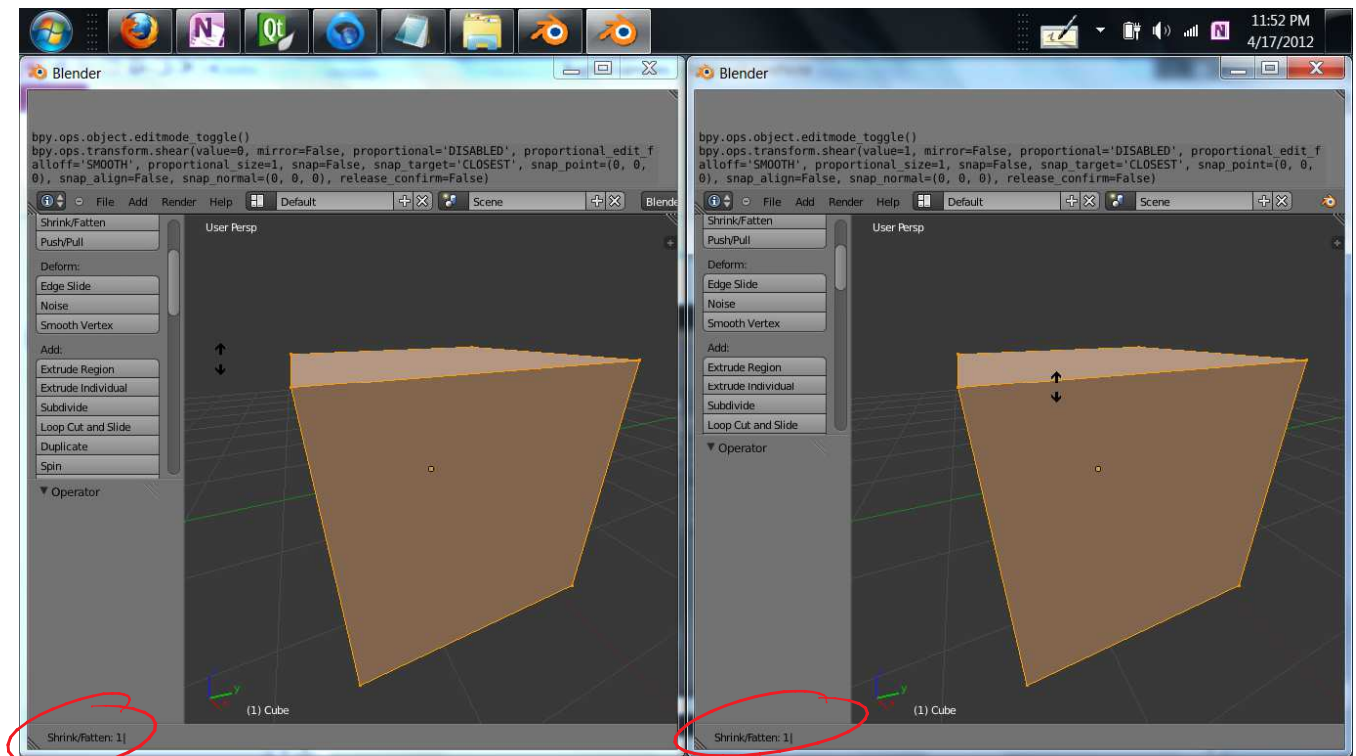 11:52 PM
4/17/2012
Blender
bpy.ops.object.editmode_toggle()
bpy.ops.transform.shear(value=0, mirror=False, proportional='DISABLED', proportional_edit_f
alloff='SMOOTH', proportional_size=1, snap=False, snap_target='CLOSEST', snap_point=(0, 0,
0), snap_align=False, snap_normal=(0, 0, 0), release_confirm=False)
File Add Render Help Default Scene Blende
Shrink/Fatten
Push/Pull
Deform:
Edge Slide
Noise
Smooth Vertex
Add:
Extrude Region
Extrude Individual
Subdivide
Loop Cut and Slide
Duplicate
Spin
Operator
User Persp
y
(1) Cube
Shrink/Fatten: 1|
Blender
bpy.ops.object.editmode_toggle()
bpy.ops.transform.shear(value=1, mirror=False, proportional='DISABLED', proportional_edit_f
alloff='SMOOTH', proportional_size=1, snap=False, snap_target='CLOSEST', snap_point=(0, 0,
0), snap_align=False, snap_normal=(0, 0, 0), release_confirm=False)
File Add Render Help Default Scene
Shrink/Fatten
Push/Pull
Deform:
Edge Slide
Noise
Smooth Vertex
Add:
Extrude Region
Extrude Individual
Subdivide
Loop Cut and Slide
Operator
User Persp
y
(1) Cube
Shrink/Fatten: 1|